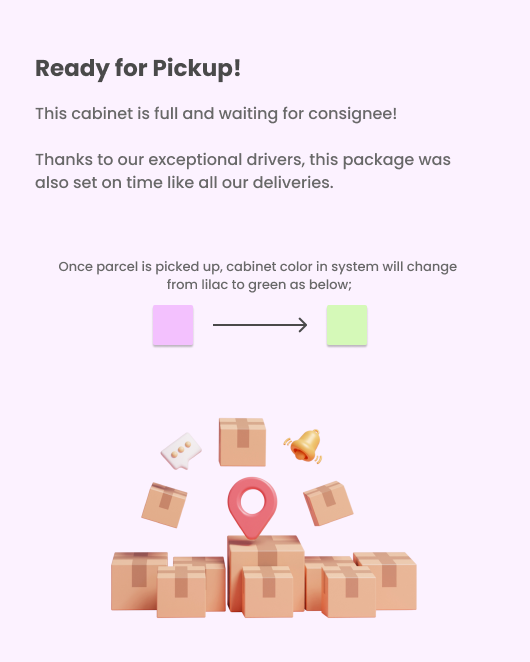 Ready for Pickup!
This cabinet is full and waiting for consignee!
Thanks to our exceptional drivers, this package was
also set on time like all our deliveries.
Once parcel is picked up, cabinet color in system will change
from lilac to green as below;